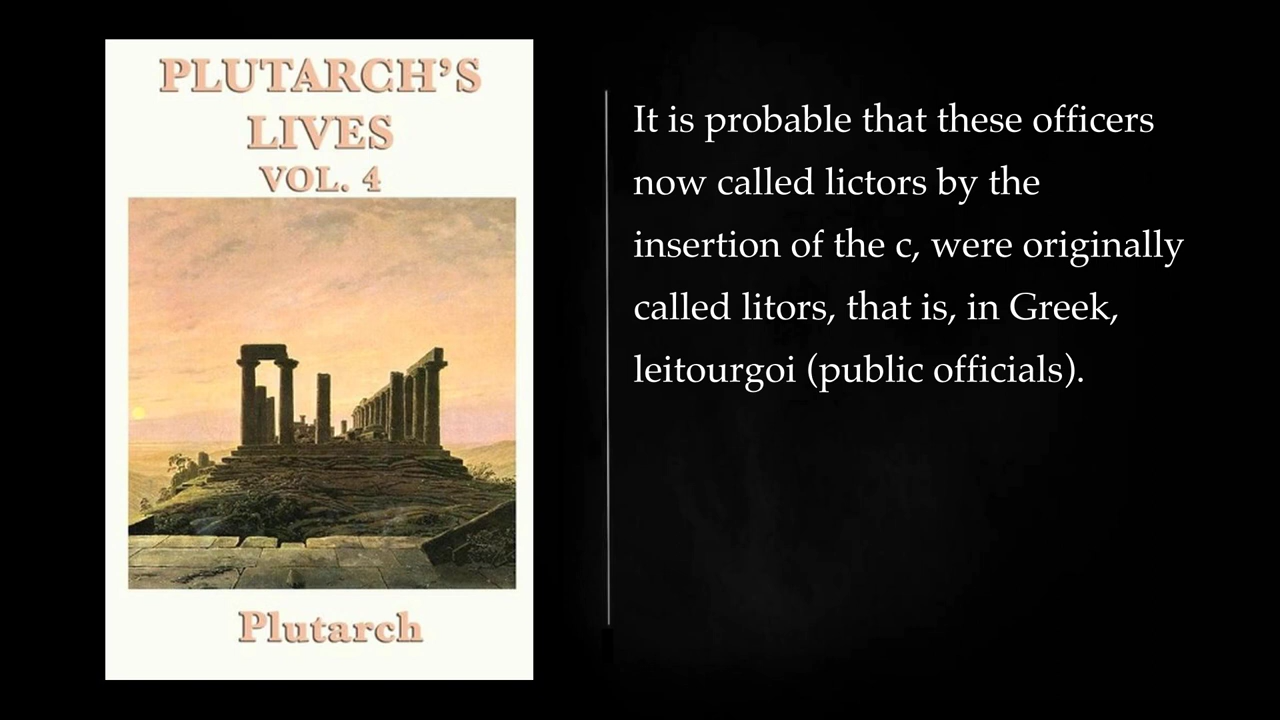 PLUTARCH'S
LIVES
VOL. 4
Plutarch
It is probable that these officers
now called lictors by the
insertion of the c, were originally
called litors, that is, in Greek,
leitourgoi (public officials).